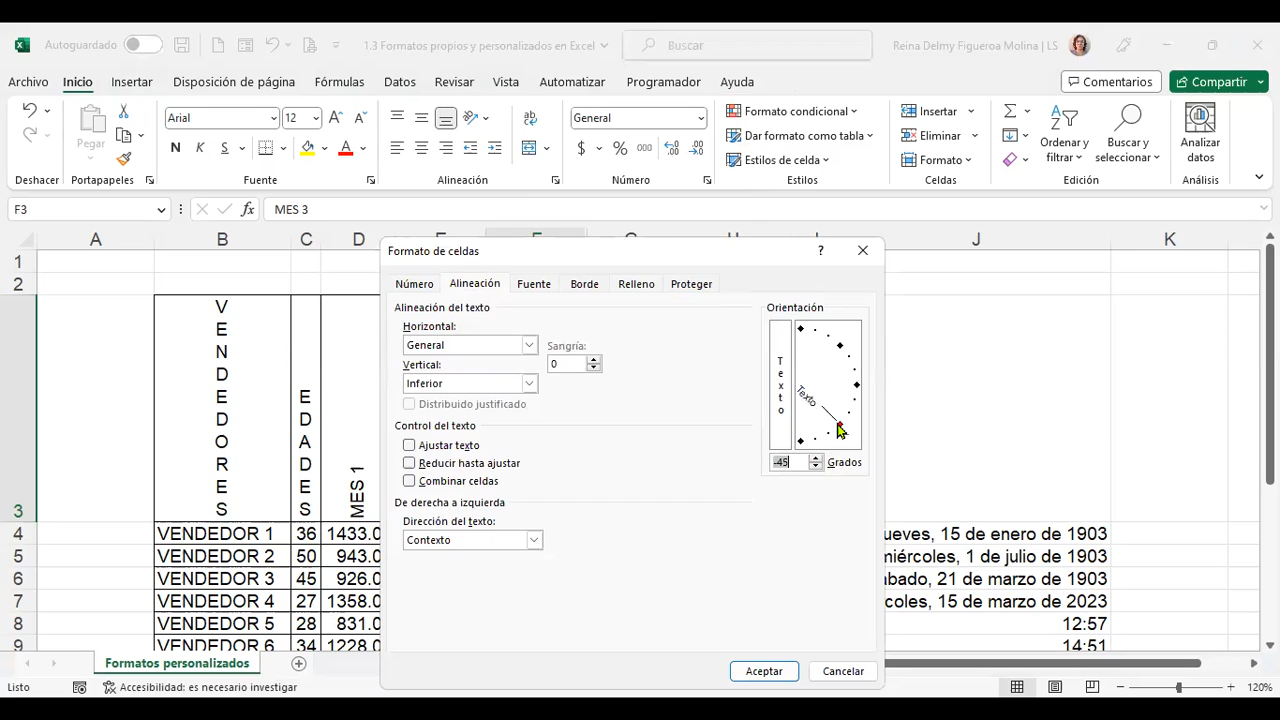 Autoguardado
1.3 Formatos propios y personalizados en Excel
Buscar
Reina Delmy Figueroa Molina | LS
Archivo Inicio Insertar Disposición de página Fórmulas Datos Revisar Vista Automatizar Programador Ayuda
Comentarios Compartir
Pegar
Arial 12
General
Formato condicional
Dar formato como tabla
Estilos de celda
Insertar
Eliminar
Formato
Ordenar y filtrar
Buscar y seleccionar
Analizar datos
N K S
$ % 000
Deshacer Portapapeles Fuente Alineación Número Estilos Celdas Edición Análisis
F3 fx MES 3
A B C D J K
1
2
3
VENDEDORES
EDADES
MES 1
4 VENDEDOR 1 36 1433.0
5 VENDEDOR 2 50 943.0
6 VENDEDOR 3 45 926.0
7 VENDEDOR 4 27 1358.0
8 VENDEDOR 5 28 831.0
9 VENDEDOR 6 34 1228.0
Formato de celdas
?
Número Alineación Fuente Borde Relleno Proteger
Alineación del texto
Horizontal:
General
Sangría:
0
Vertical:
Inferior
Distribuido justificado
Control del texto
Ajustar texto
Reducir hasta ajustar
Combinar celdas
De derecha a izquierda
Dirección del texto:
Contexto
Orientación
Texto
Texto
-45 Grados
Aceptar Cancelar
ueves, 15 de enero de 1903
miércoles, 1 de julio de 1903
ábado, 21 de marzo de 1903
coles, 15 de marzo de 2023
12:57
14:51
Formatos personalizados
Listo
Accesibilidad: es necesario investigar
120%